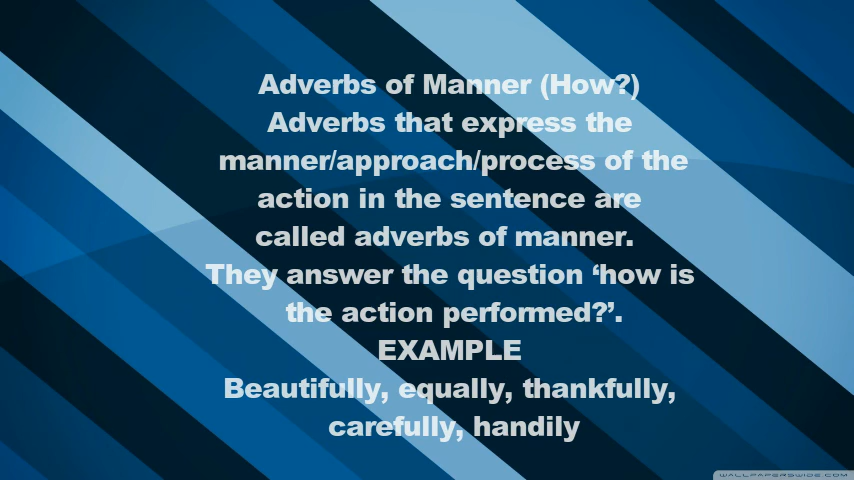 Adverbs of Manner (How?)
Adverbs that express the
manner/approach/process of the
action in the sentence are
called adverbs of manner.
They answer the question ‘how is
the action performed?’.
EXAMPLE
Beautifully, equally, thankfully,
carefully, handily
WALLPAPERSWIDE.COM